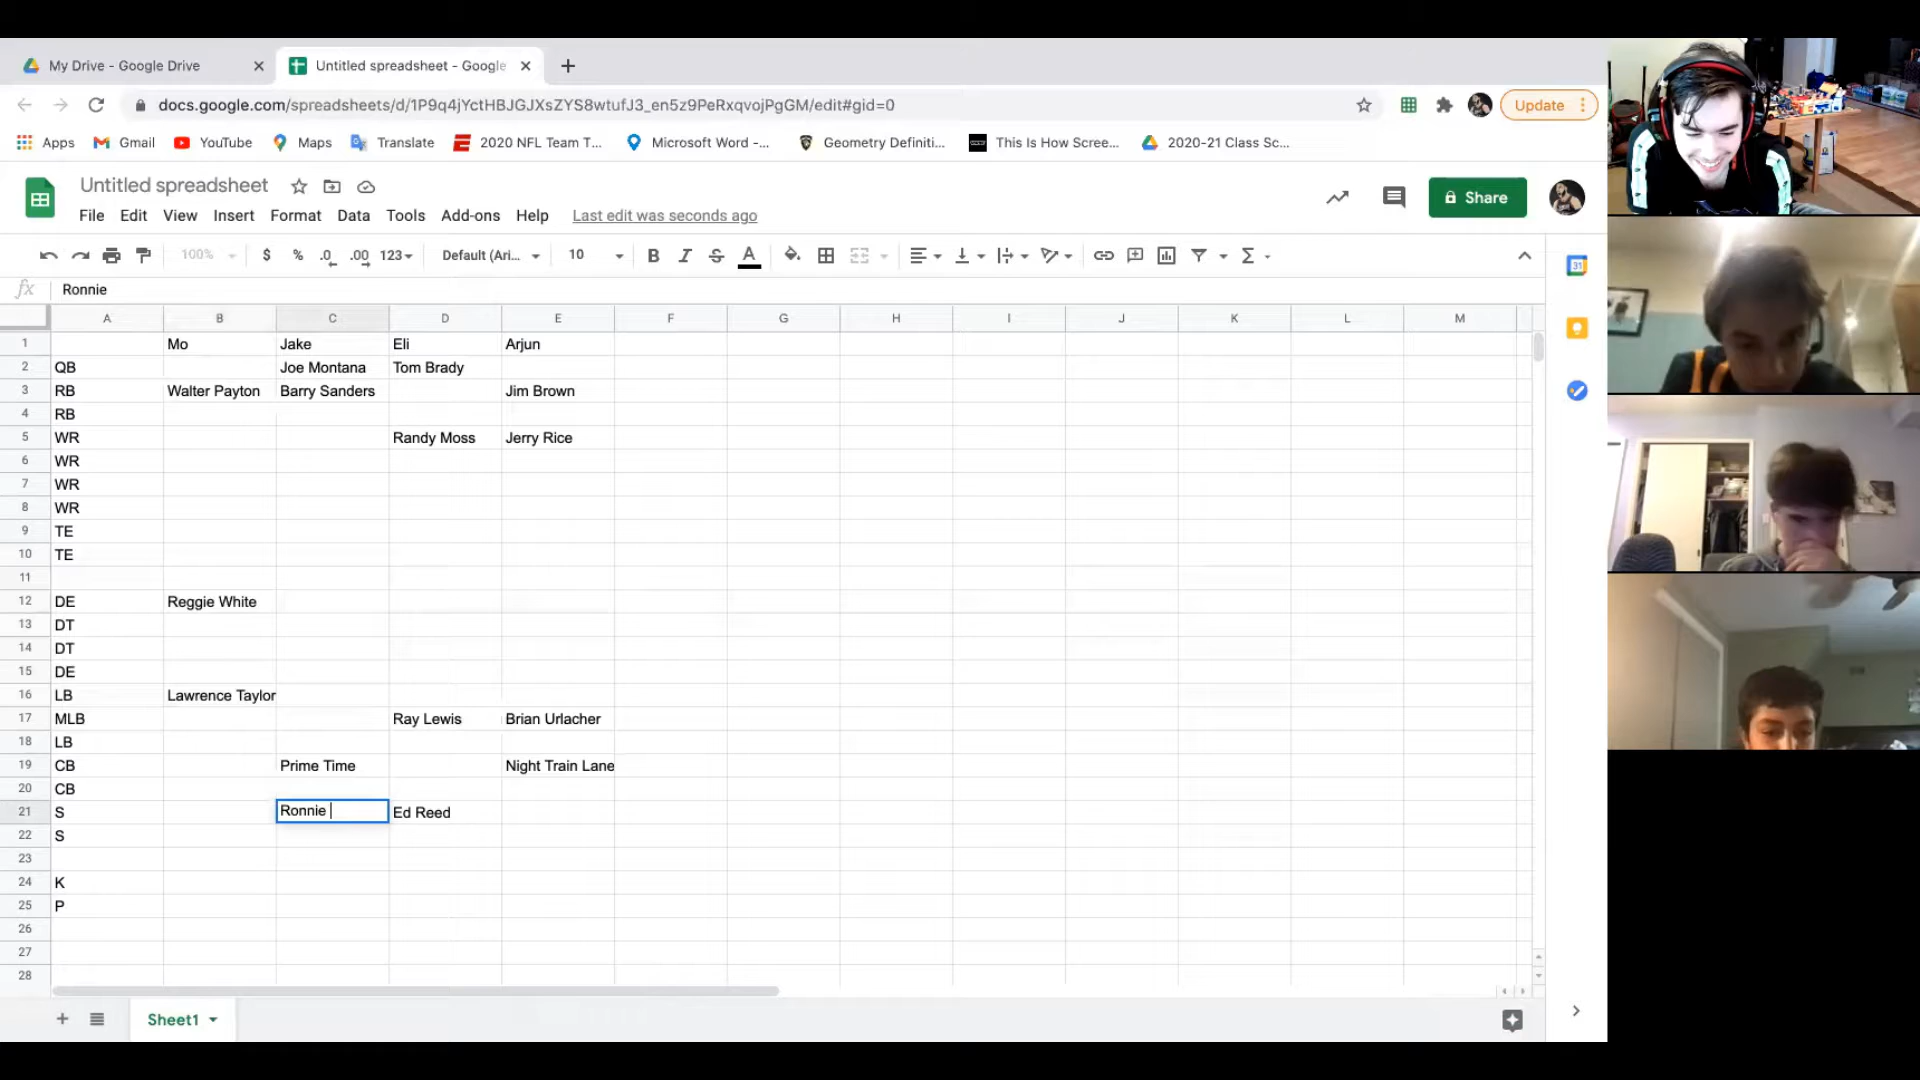 My Drive - Google Drive
Untitled spreadsheet - Google
docs.google.com/spreadsheets/d/1P9q4jYctHBJGJXsZYS8wtufJ3_en5z9PeRxqvojPgGM/edit#gid=0
Update
Apps Gmail YouTube Maps Translate 2020 NFL Team T... Microsoft Word -... Geometry Definiti... This Is How Scree... 2020-21 Class Sc...
Untitled spreadsheet
Share
File Edit View Insert Format Data Tools Add-ons Help Last edit was seconds ago
100% $ % .0 .00 123 Default (Ari... 10 B I S A Σ
31
fx Ronnie
A B C D E F G H I J K L M
1 Mo Jake Eli Arjun
2 QB Joe Montana Tom Brady
3 RB Walter Payton Barry Sanders Jim Brown
4 RB
5 WR Randy Moss Jerry Rice
6 WR
7 WR
8 WR
9 TE
10 TE
11
12 DE Reggie White
13 DT
14 DT
15 DE
16 LB Lawrence Taylor
17 MLB Ray Lewis Brian Urlacher
18 LB
19 CB Prime Time Night Train Lane
20 CB
21 S Ronnie Ed Reed
22 S
23
24 K
25 P
26
27
28
Sheet1